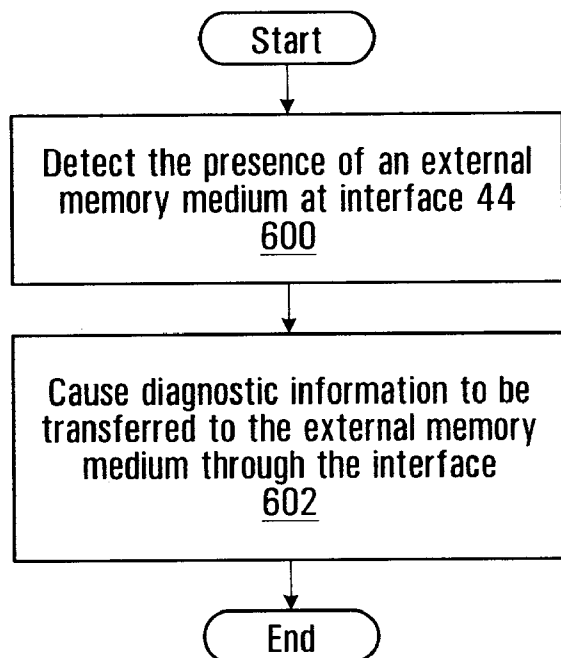 Start
Detect the presence of an external
memory medium at interface 44
600
Cause diagnostic information to be
transferred to the external memory
medium through the interface
602
End